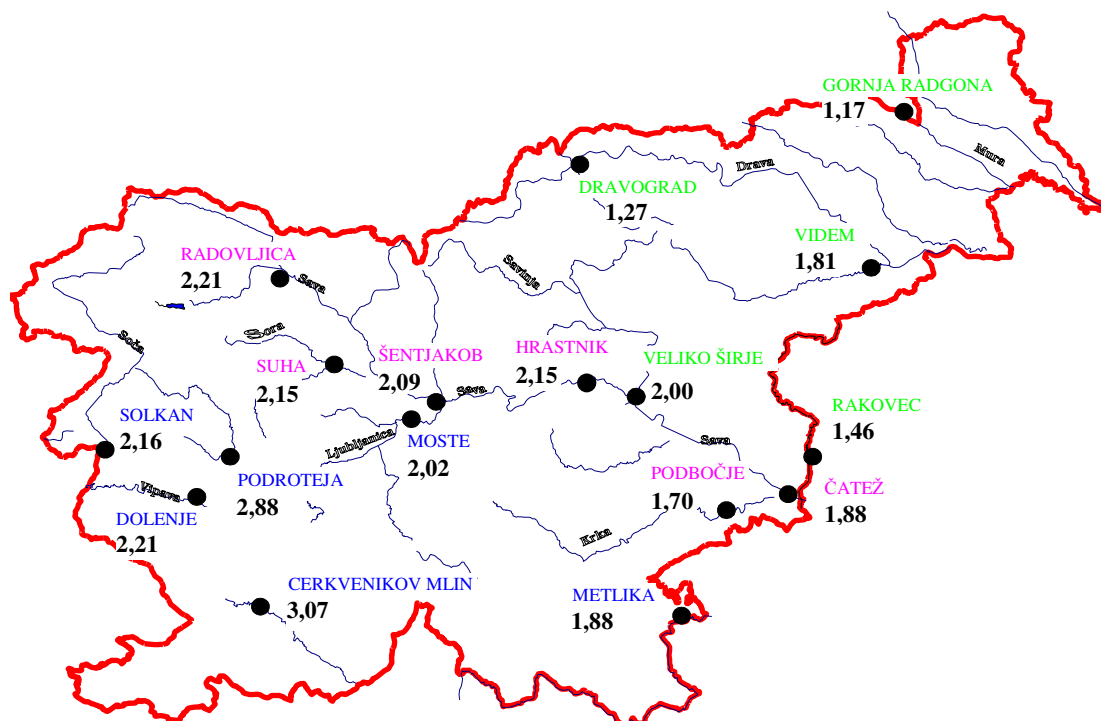 GORNJA RADGONA
1,17
Mura
Drava
DRAVOGRAD
1,27
VIDEM
1,81
RADOVLJICA
2,21
Sava
Savinja
Soča
Sora
SUHA
2,15
ŠENTJAKOB
2,09
Sava
HRASTNIK
2,15
VELIKO ŠIRJE
2,00
SOLKAN
2,16
Ljubljanica
MOSTE
2,02
Sava
RAKOVEC
1,46
PODROTEJA
2,88
Vipava
DOLENJE
2,21
PODBOČJE
1,70
ČATEŽ
1,88
Krka
CERKVENIKOV MLIN
3,07
METLIKA
1,88